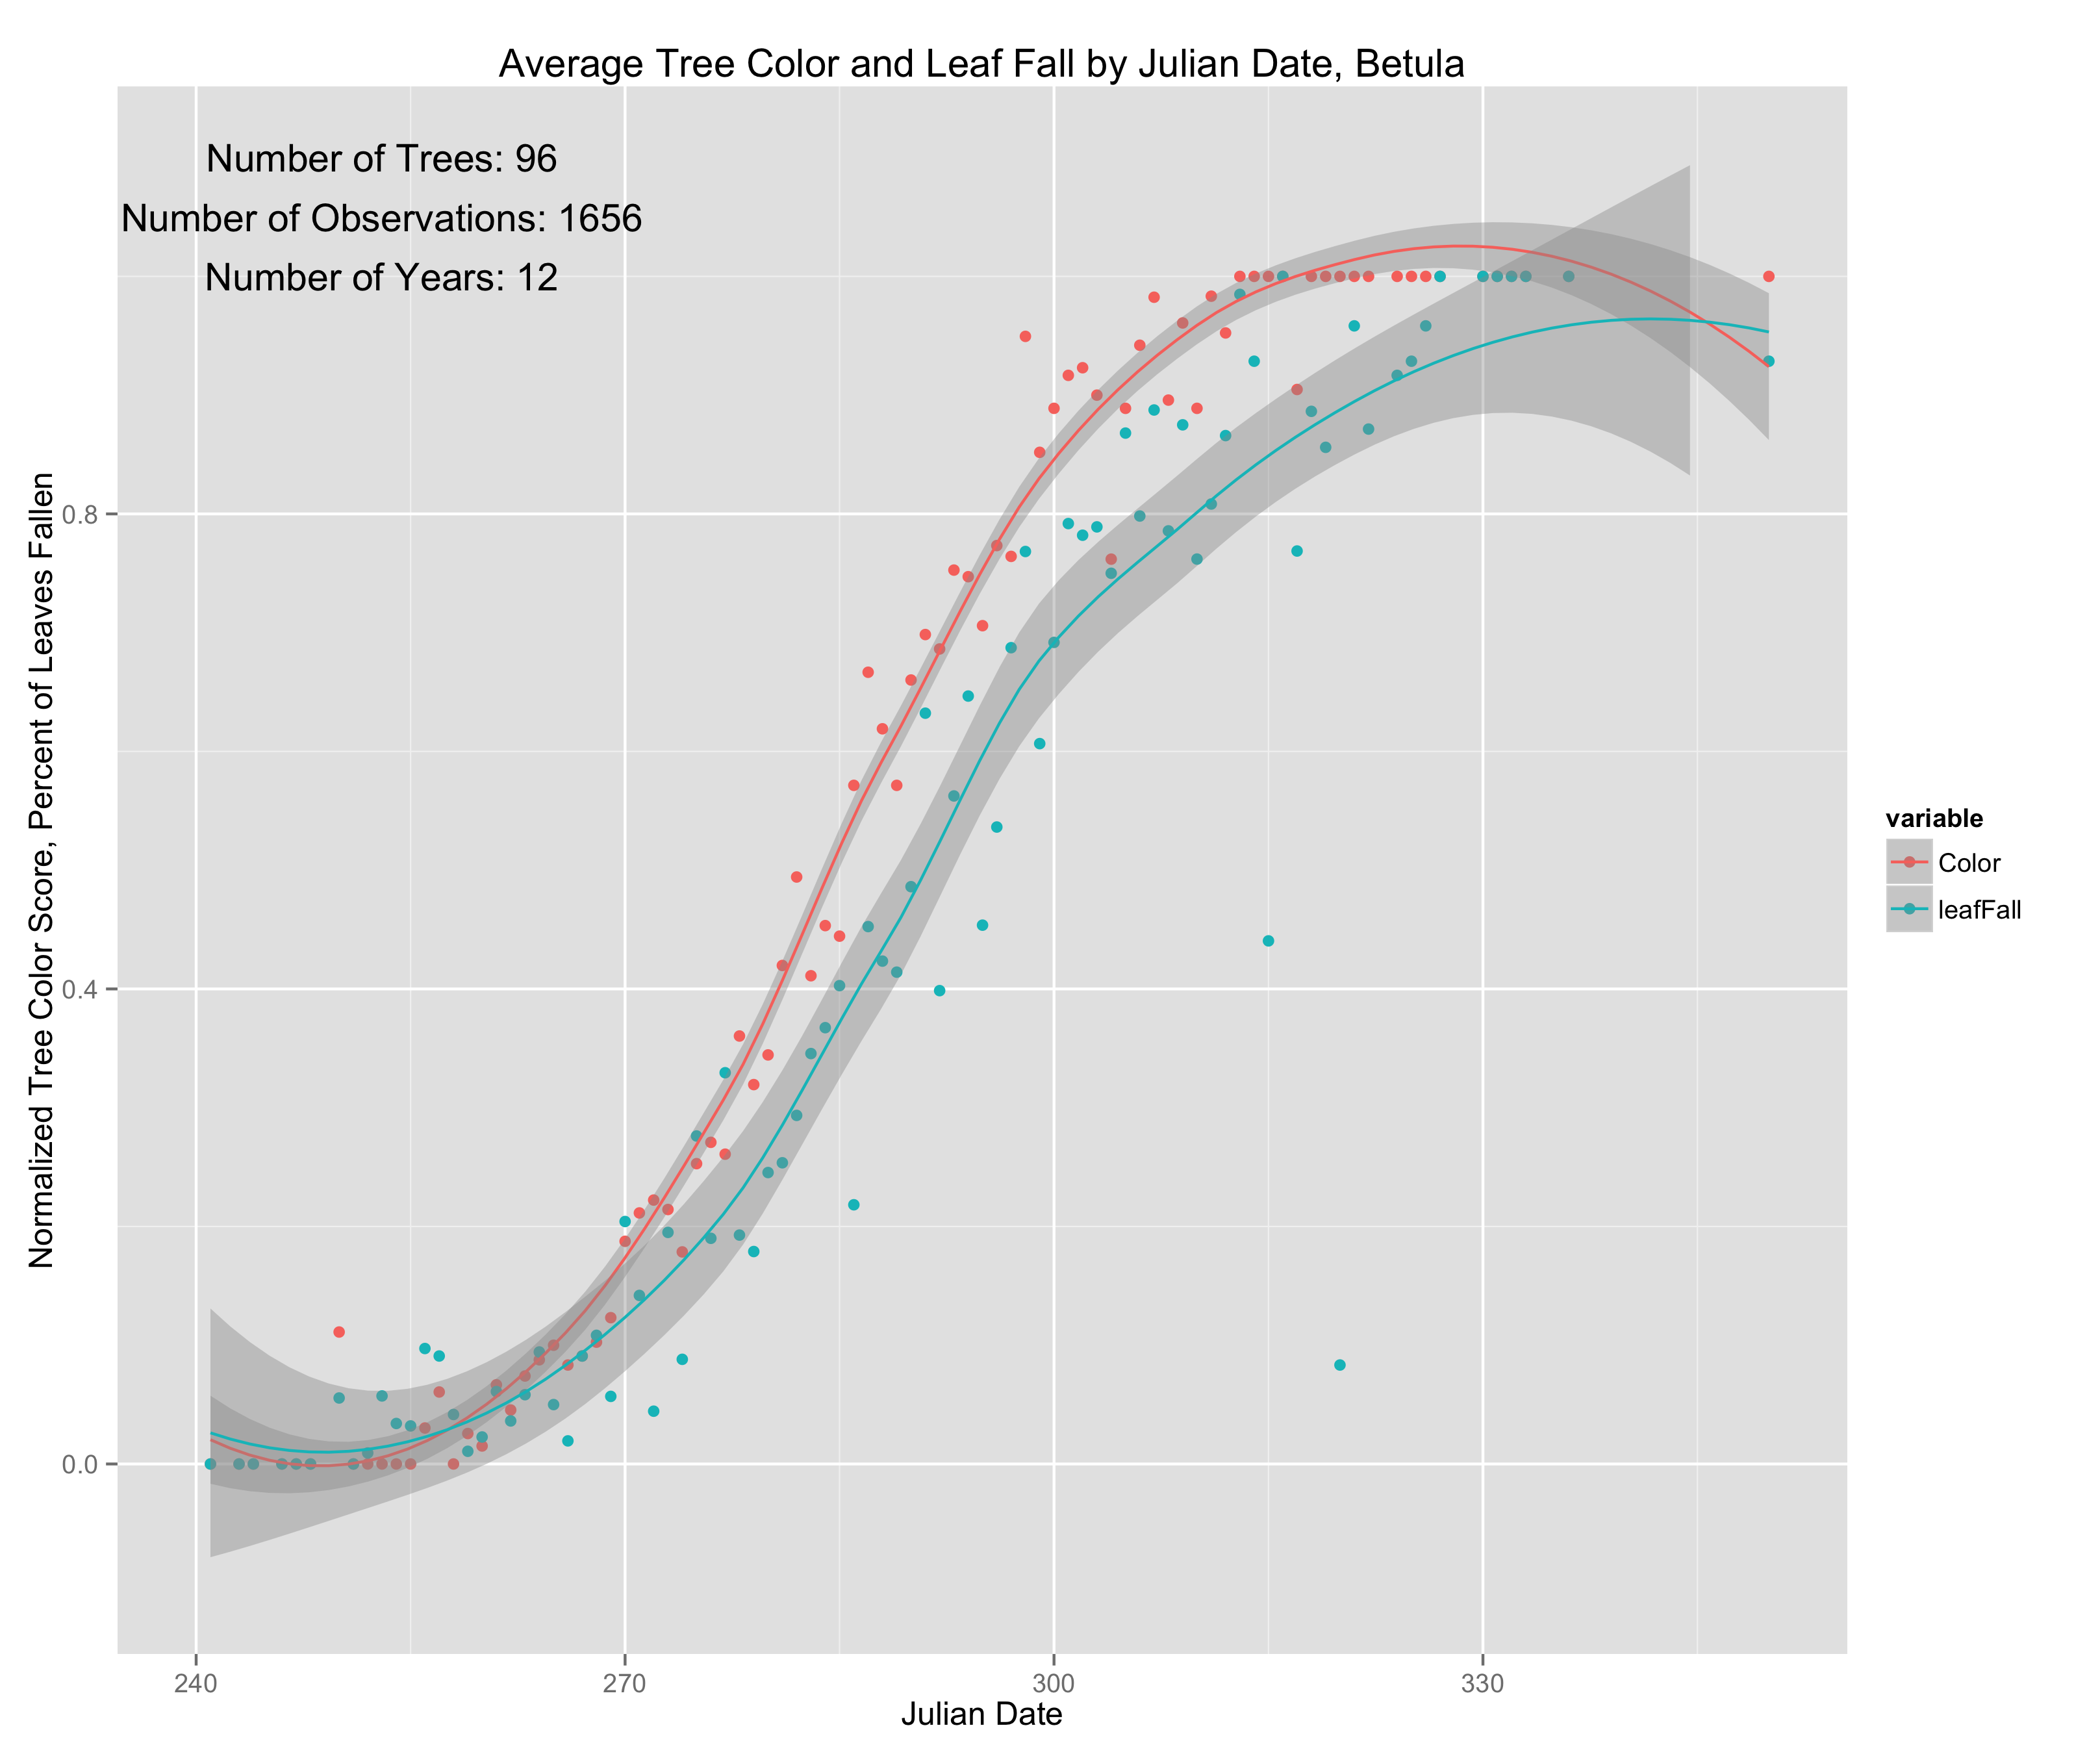 Average Tree Color and Leaf Fall by Julian Date, Betula
Number of Trees: 96
Number of Observations: 1656
Number of Years: 12
Normalized Tree Color Score, Percent of Leaves Fallen
0.8
0.4
0.0
240 270 300 330
Julian Date
variable
Color
leafFall